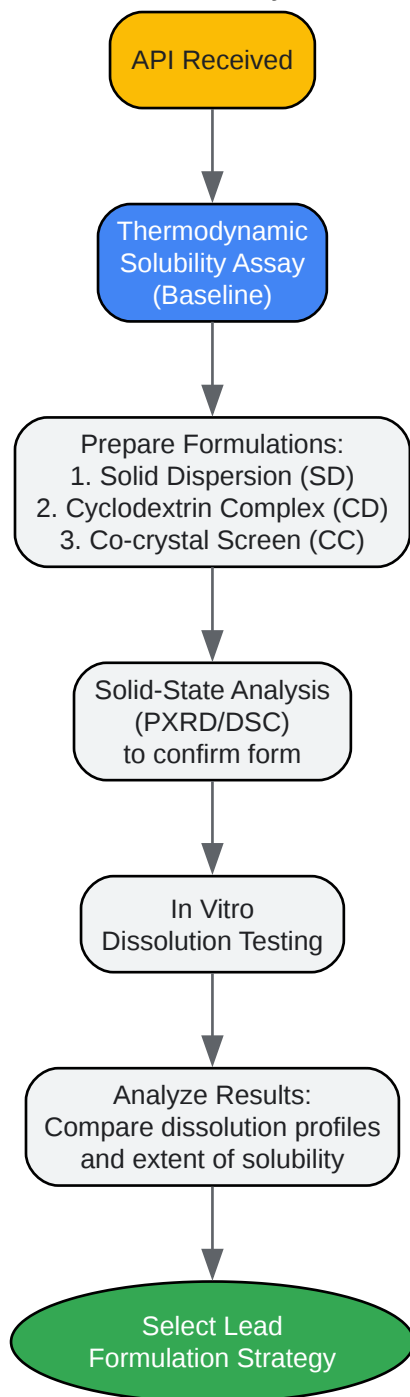 API Received
Thermodynamic
Solubility Assay
(Baseline)
Prepare Formulations:
1. Solid Dispersion (SD)
2. Cyclodextrin Complex (CD)
3. Co-crystal Screen (CC)
Solid-State Analysis
(PXRD/DSC)
to confirm form
In Vitro
Dissolution Testing
Analyze Results:
Compare dissolution profiles
and extent of solubility
Select Lead
Formulation Strategy